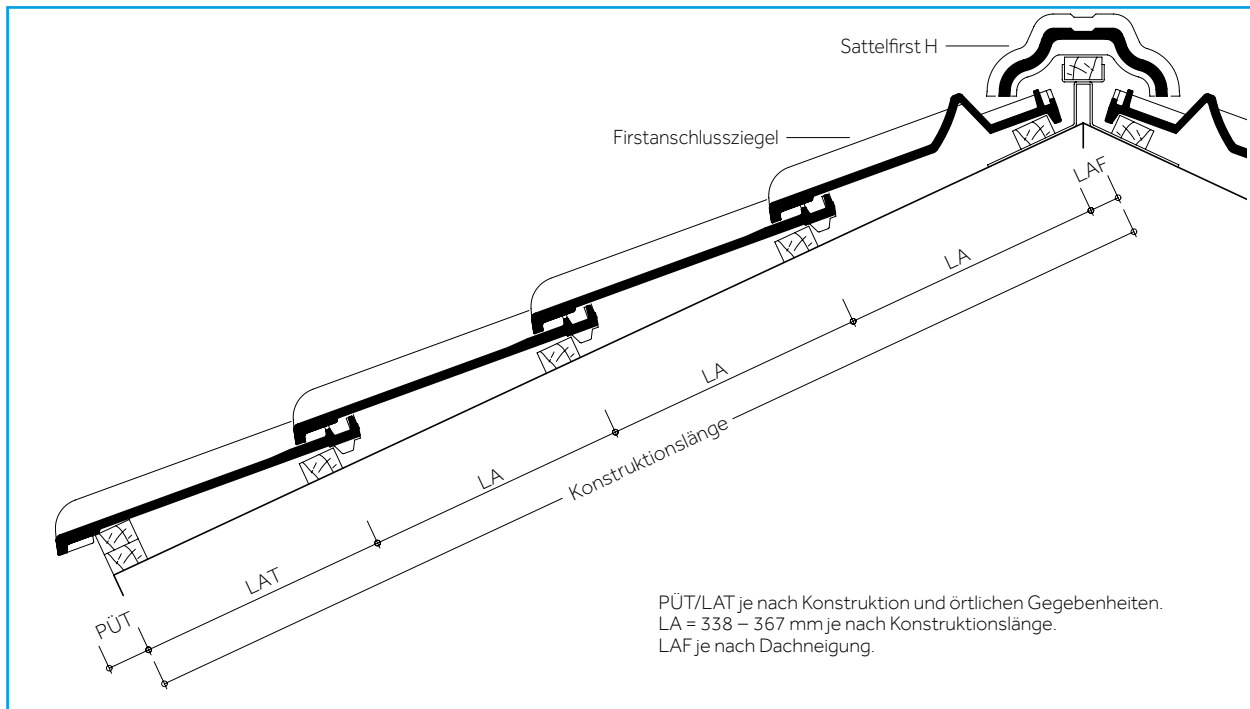 Sattelfirst H
Firstanschlussziegel
LAF
LA
LA
Konstruktionslänge
LA
LAT
PÜT
PÜT/LAT je nach Konstruktion und örtlichen Gegebenheiten.
LA = 338 – 367 mm je nach Konstruktionslänge.
LAF je nach Dachneigung.